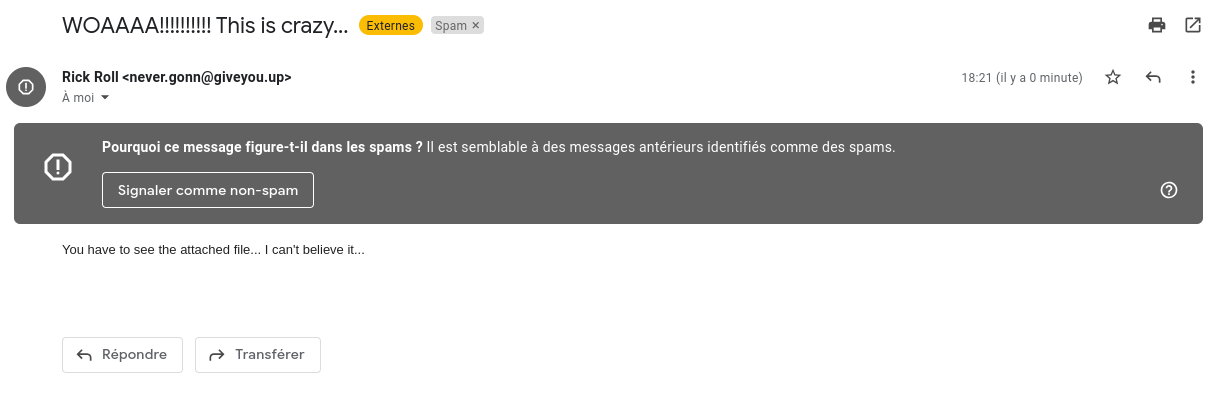 WOAAAA!!!!!!!!!! This is crazy... Externes Spam ×
Rick Roll <never.gonn@giveyou.up> 18:21 (il y a 0 minute)
À moi
Pourquoi ce message figure-t-il dans les spams ? Il est semblable à des messages antérieurs identifiés comme des spams.
Signaler comme non-spam
You have to see the attached file... I can't believe it...
Répondre Transférer